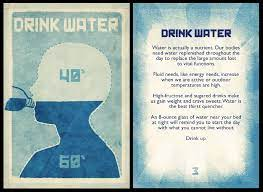 DRINK WATER
40°
60°
DRINK WATER
Water is actually a nutrient. Our bodies
need water replenished throughout the
day to replace the large amount lost
to vital functions.
Fluid needs, like energy needs, increase
when we are active or outdoor
temperatures are high.
High-fructose and sugared drinks make
us gain weight and crave sweets. Water is
the best thirst quencher.
An 8-ounce glass of water near your bed
at night will remind you to start the day
with what you cannot live without.
Drink up.
3